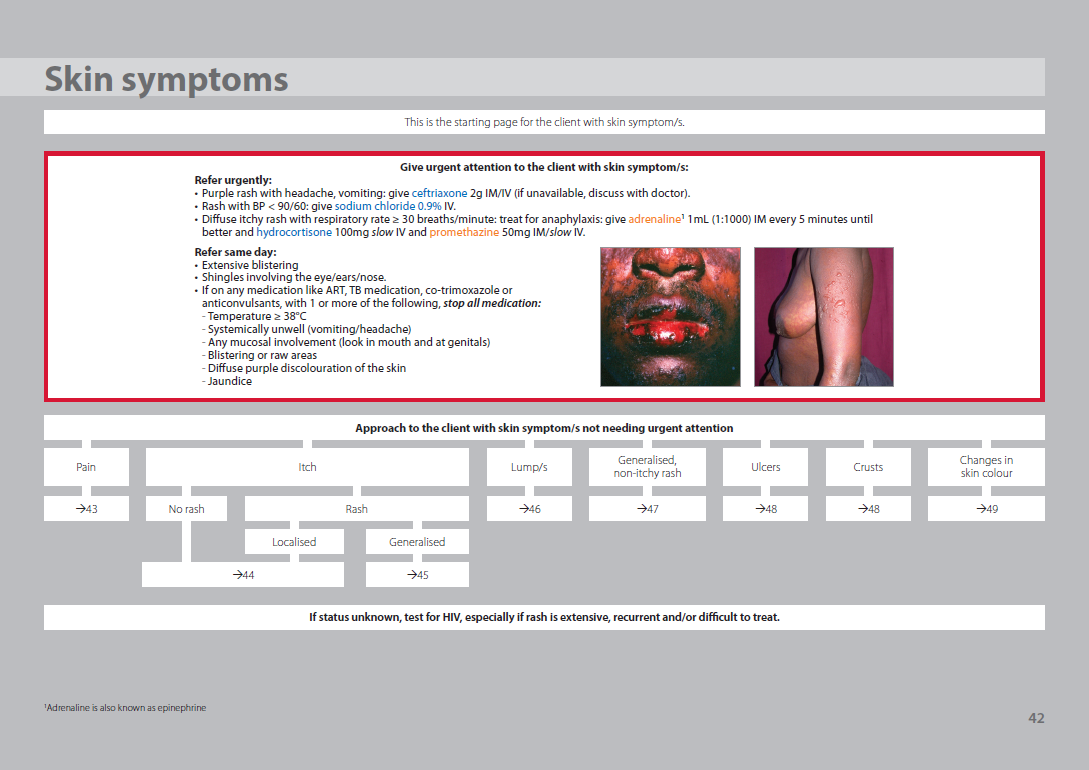 Skin symptoms
This is the starting page for the client with skin symptom/s.
Give urgent attention to the client with skin symptom/s:
Refer urgently:
• Purple rash with headache, vomiting: give ceftriaxone 2g IM/IV (if unavailable, discuss with doctor).
• Rash with BP < 90/60: give sodium chloride 0.9% IV.
• Diffuse itchy rash with respiratory rate ≥ 30 breaths/minute: treat for anaphylaxis: give adrenaline¹ 1mL (1:1000) IM every 5 minutes until
better and hydrocortisone 100mg slow IV and promethazine 50mg IM/slow IV.
Refer same day:
• Extensive blistering
• Shingles involving the eye/ears/nose.
• If on any medication like ART, TB medication, co-trimoxazole or
anticonvulsants, with 1 or more of the following, stop all medication:
- Temperature ≥ 38°C
- Systemically unwell (vomiting/headache)
- Any mucosal involvement (look in mouth and at genitals)
- Blistering or raw areas
- Diffuse purple discolouration of the skin
- Jaundice
Approach to the client with skin symptom/s not needing urgent attention
Pain
Itch
Lump/s
Generalised,
non-itchy rash
Ulcers
Crusts
Changes in
skin colour
→43
No rash
Rash
→46
→47
→48
→48
→49
Localised
Generalised
→44
→45
If status unknown, test for HIV, especially if rash is extensive, recurrent and/or difficult to treat.
¹Adrenaline is also known as epinephrine
42